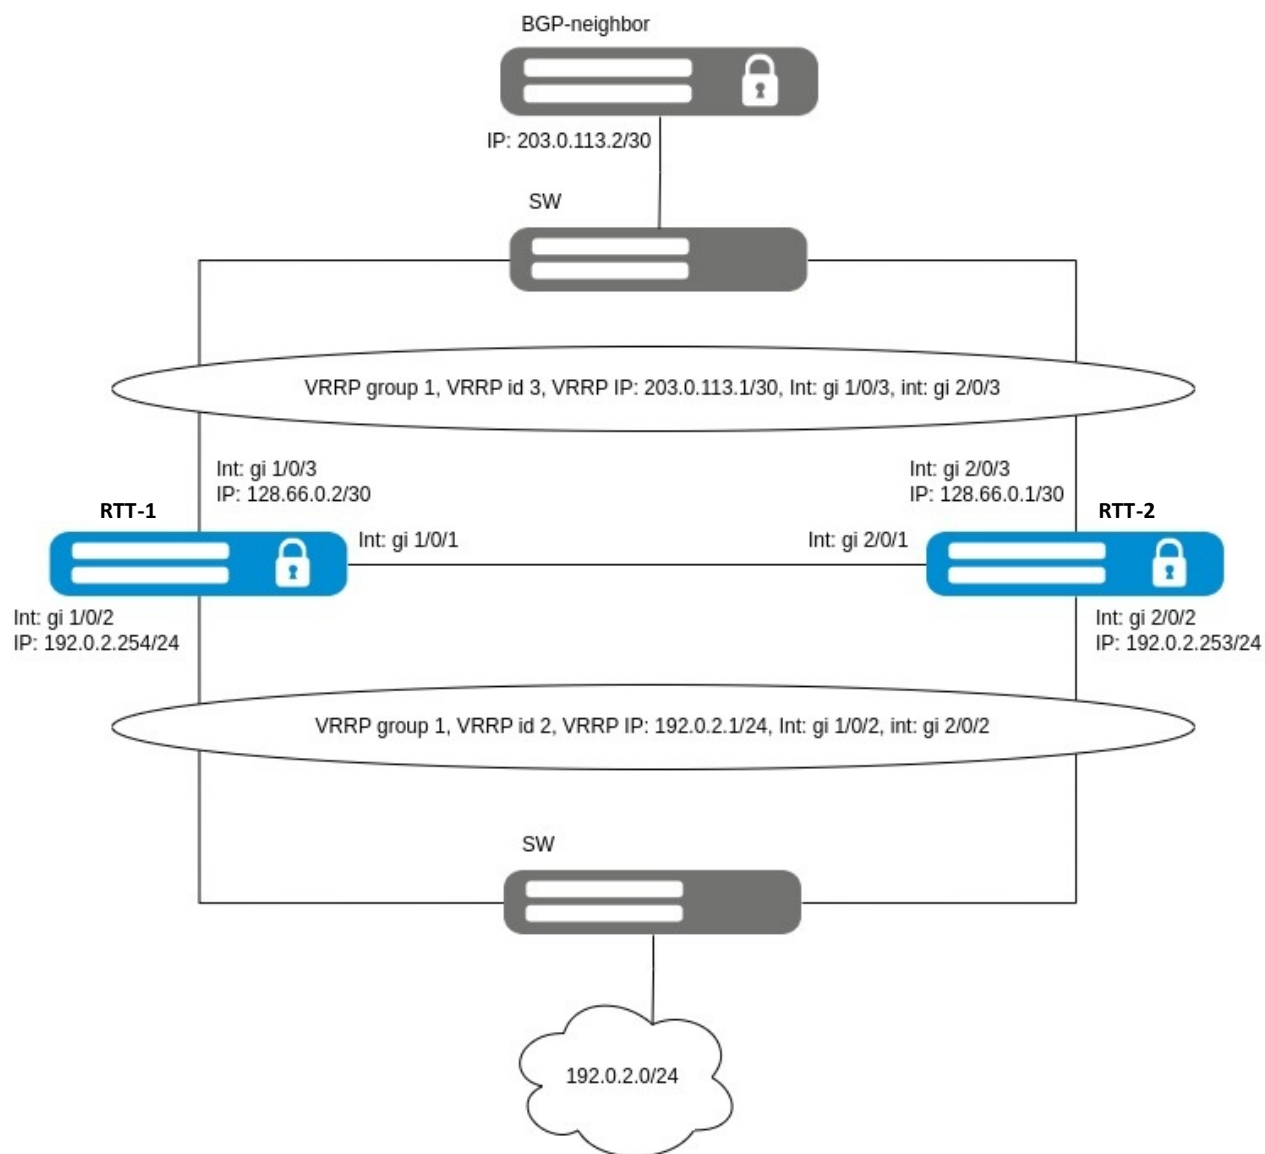 BGP-neighbor
IP: 203.0.113.2/30
SW
VRRP group 1, VRRP id 3, VRRP IP: 203.0.113.1/30, Int: gi 1/0/3, int: gi 2/0/3
Int: gi 1/0/3
IP: 128.66.0.2/30
Int: gi 2/0/3
IP: 128.66.0.1/30
RTT-1
RTT-2
Int: gi 1/0/1
Int: gi 2/0/1
Int: gi 1/0/2
IP: 192.0.2.254/24
Int: gi 2/0/2
IP: 192.0.2.253/24
VRRP group 1, VRRP id 2, VRRP IP: 192.0.2.1/24, Int: gi 1/0/2, int: gi 2/0/2
SW
192.0.2.0/24